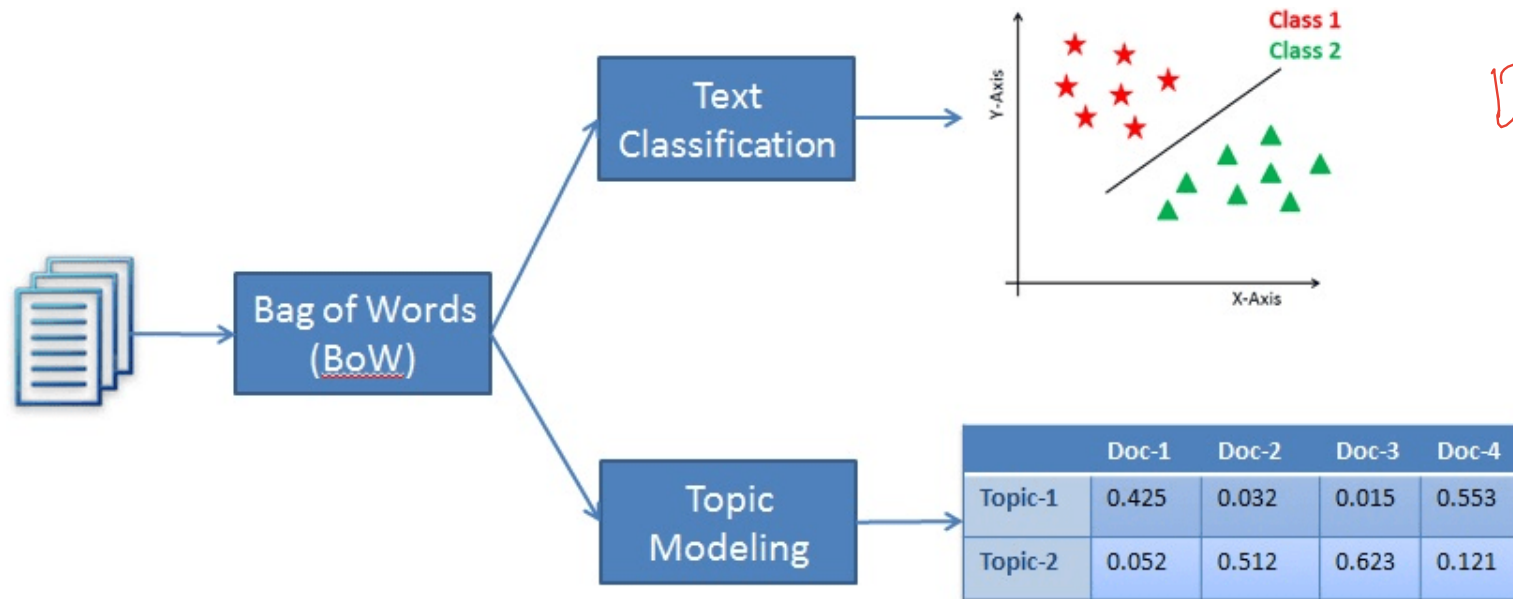 Class 1
Class 2
Y-Axis
X-Axis
Text
Classification
Bag of Words
(BoW)
Topic
Modeling
Doc-1 Doc-2 Doc-3 Doc-4
Topic-1 0.425 0.032 0.015 0.553
Topic-2 0.052 0.512 0.623 0.121